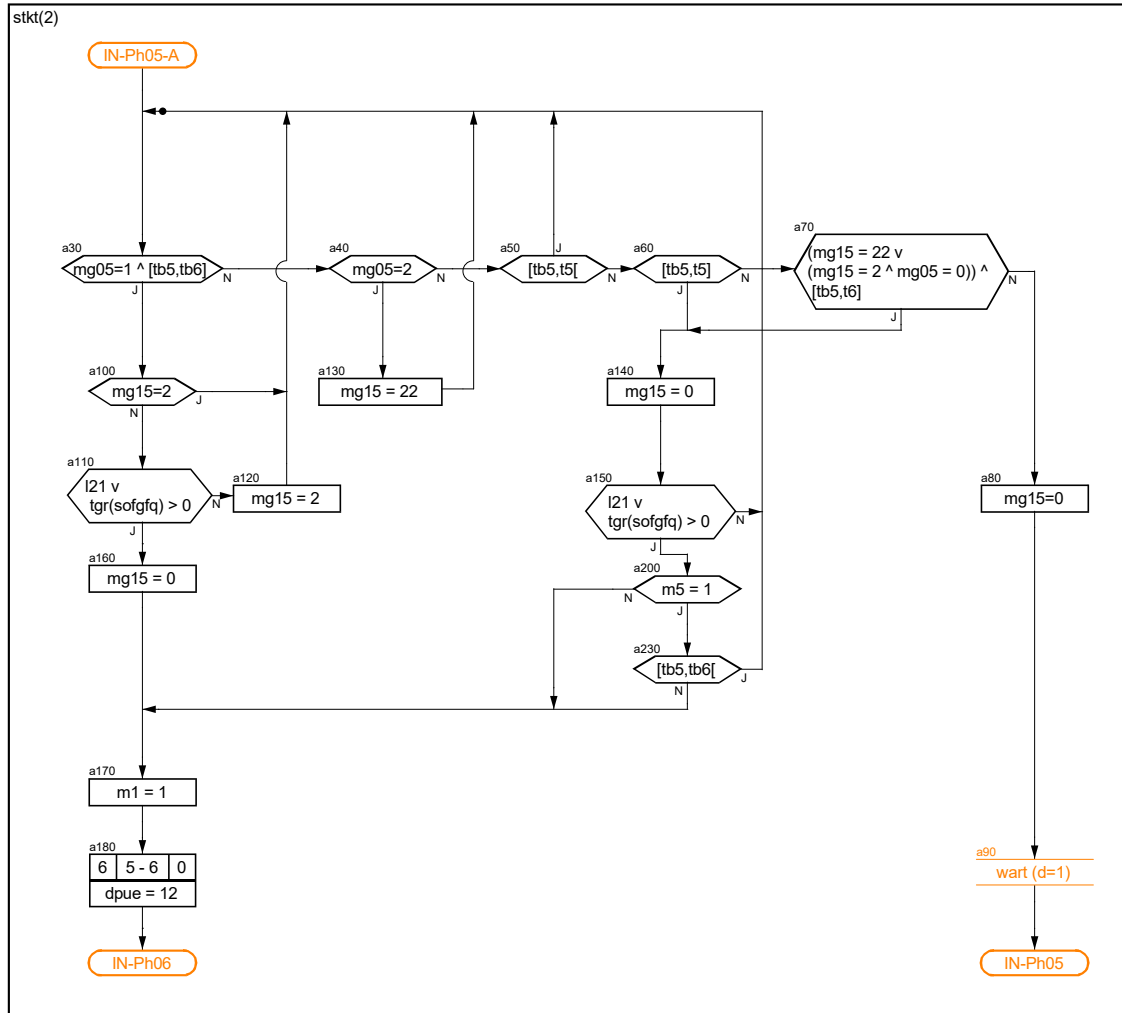 stkt(2)
IN-Ph05-A
a30
mg05=1 ^ [tb5,tb6]
N
J
a40
mg05=2
N
J
a50
[tb5,t5[
J
N
a60
[tb5,t5]
N
J
a70
(mg15 = 22 v
(mg15 = 2 ^ mg05 = 0)) ^
[tb5,t6]
N
J
a100
mg15=2
J
N
a130
mg15 = 22
a140
mg15 = 0
a110
l21 v
tgr(sofgfq) > 0
N
J
a120
mg15 = 2
a150
l21 v
tgr(sofgfq) > 0
N
J
a80
mg15=0
a160
mg15 = 0
a200
m5 = 1
N
J
a230
[tb5,tb6[
J
N
a170
m1 = 1
a180
6 5 - 6 0
dpue = 12
a90
wart (d=1)
IN-Ph06
IN-Ph05